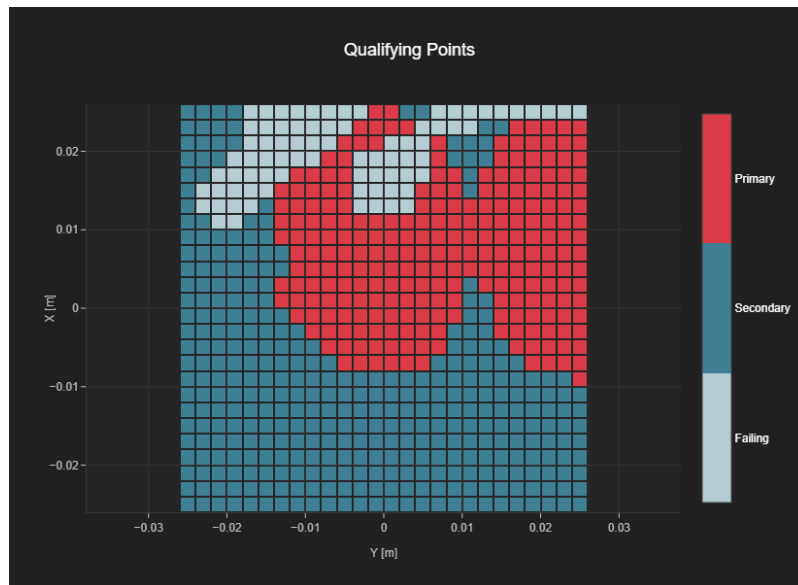 Qualifying Points
0.02
0.01
0
−0.01
−0.02
X [m]
−0.03
−0.02
−0.01
0
0.01
0.02
0.03
Y [m]
Primary
Secondary
Failing